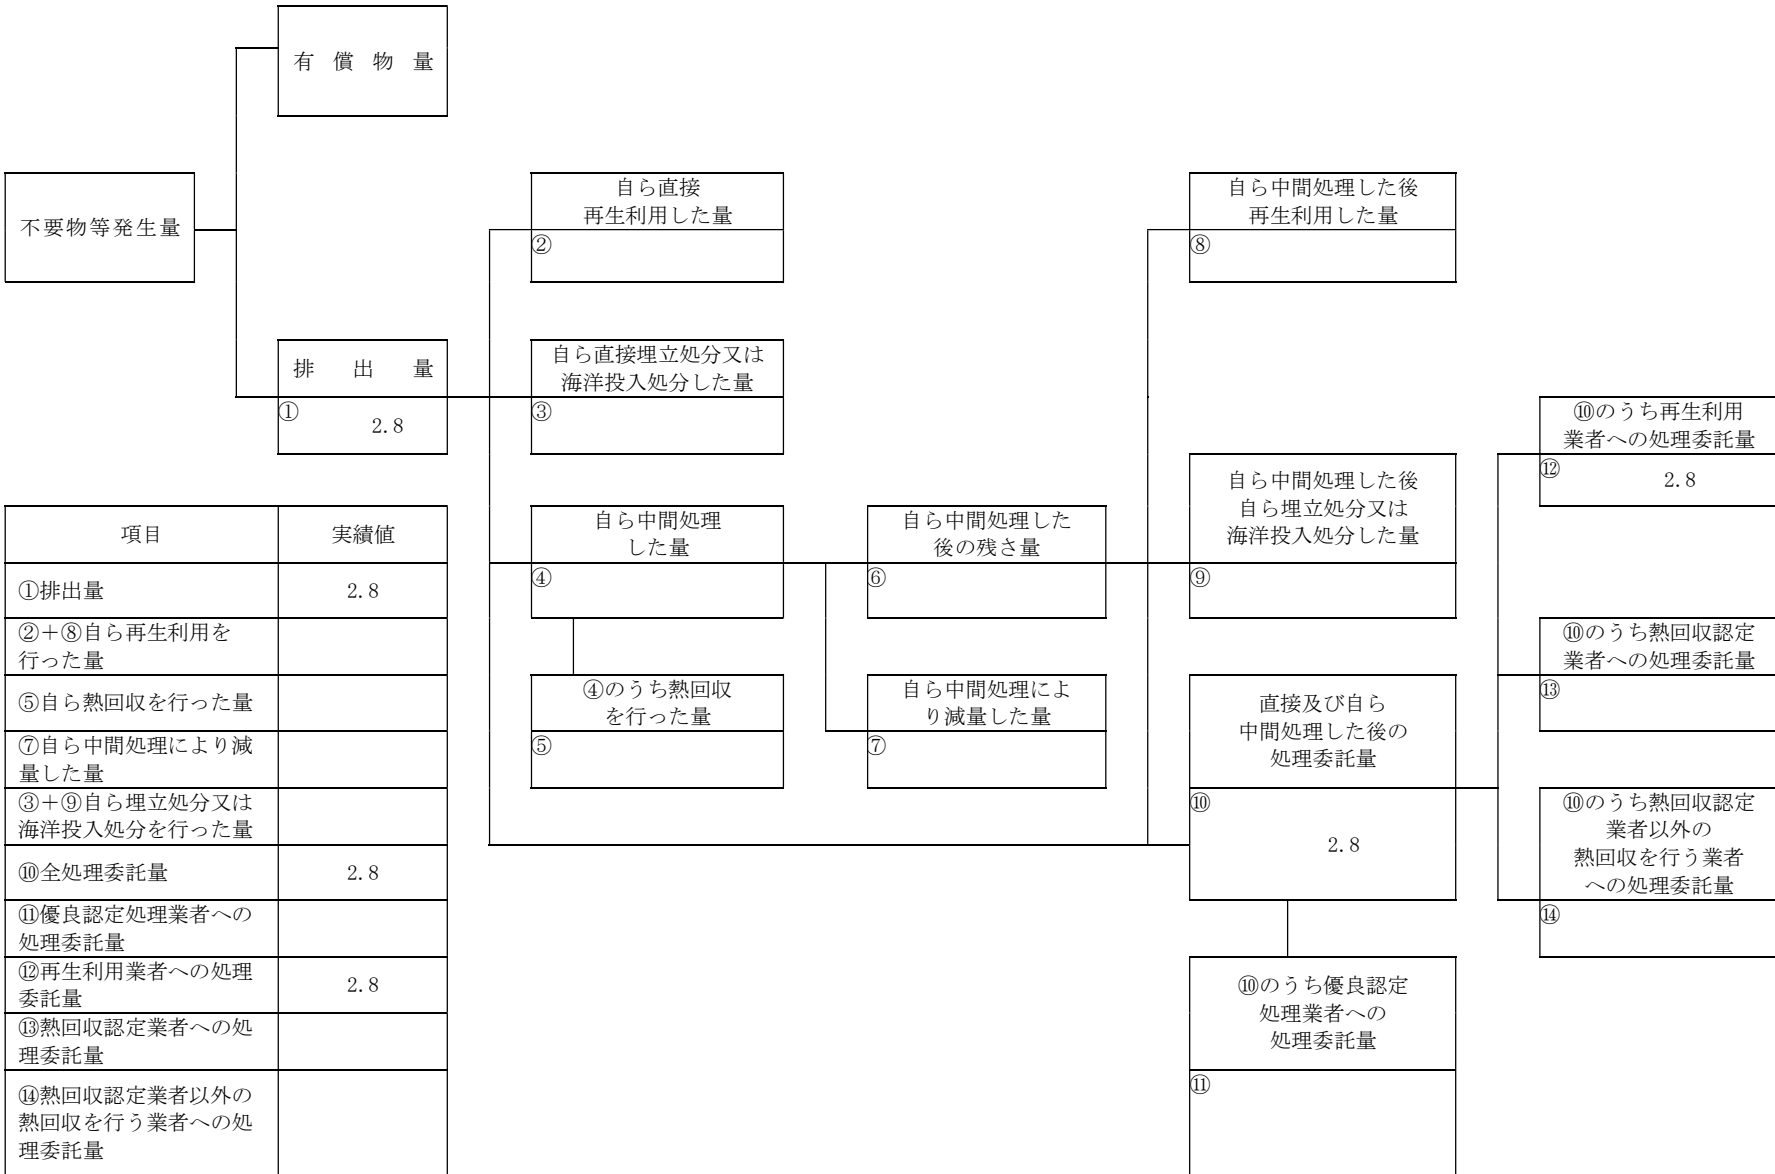 有償物量
不要物等発生量
排出量
①
2.8
自ら直接
再生利用した量
②
自ら直接埋立処分又は
海洋投入処分した量
③
自ら中間処理
した量
④
④のうち熱回収
を行った量
⑤
自ら中間処理した
後の残さ量
⑥
自ら中間処理によ
り減量した量
⑦
自ら中間処理した後
再生利用した量
⑧
自ら中間処理した後
自ら埋立処分又は
海洋投入処分した量
⑨
直接及び自ら
中間処理した後の
処理委託量
⑩
2.8
⑩のうち優良認定
処理業者への
処理委託量
⑪
⑩のうち再生利用
業者への処理委託量
⑫
2.8
⑩のうち熱回収認定
業者への処理委託量
⑬
⑩のうち熱回収認定
業者以外の
熱回収を行う業者
への処理委託量
⑭
項目 実績値
①排出量 2.8
②+⑧自ら再生利用を
行った量
⑤自ら熱回収を行った量
⑦自ら中間処理により減
量した量
③+⑨自ら埋立処分又は
海洋投入処分を行った量
⑩全処理委託量 2.8
⑪優良認定処理業者への
処理委託量
⑫再生利用業者への処理
委託量 2.8
⑬熱回収認定業者への処
理委託量
⑭熱回収認定業者以外の
熱回収を行う業者への処
理委託量